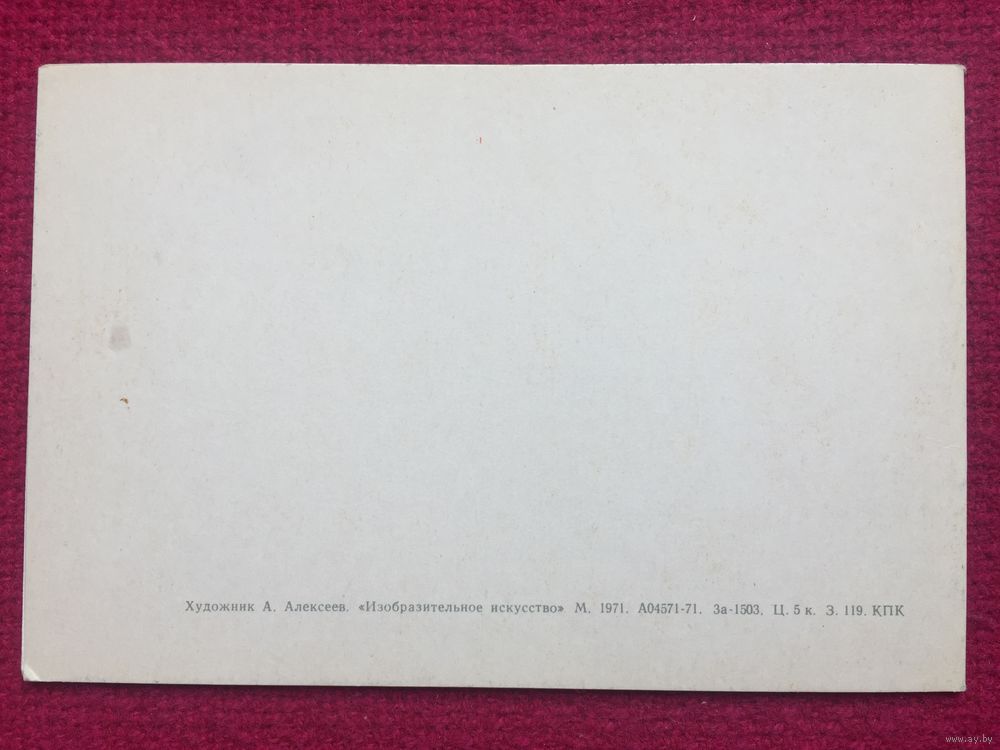 Художник А. Алексеев. «Изобразительное искусство» М. 1971. А04571-71. 3а-1503. Ц. 5 к. З. 119. КПК
www.ay.by